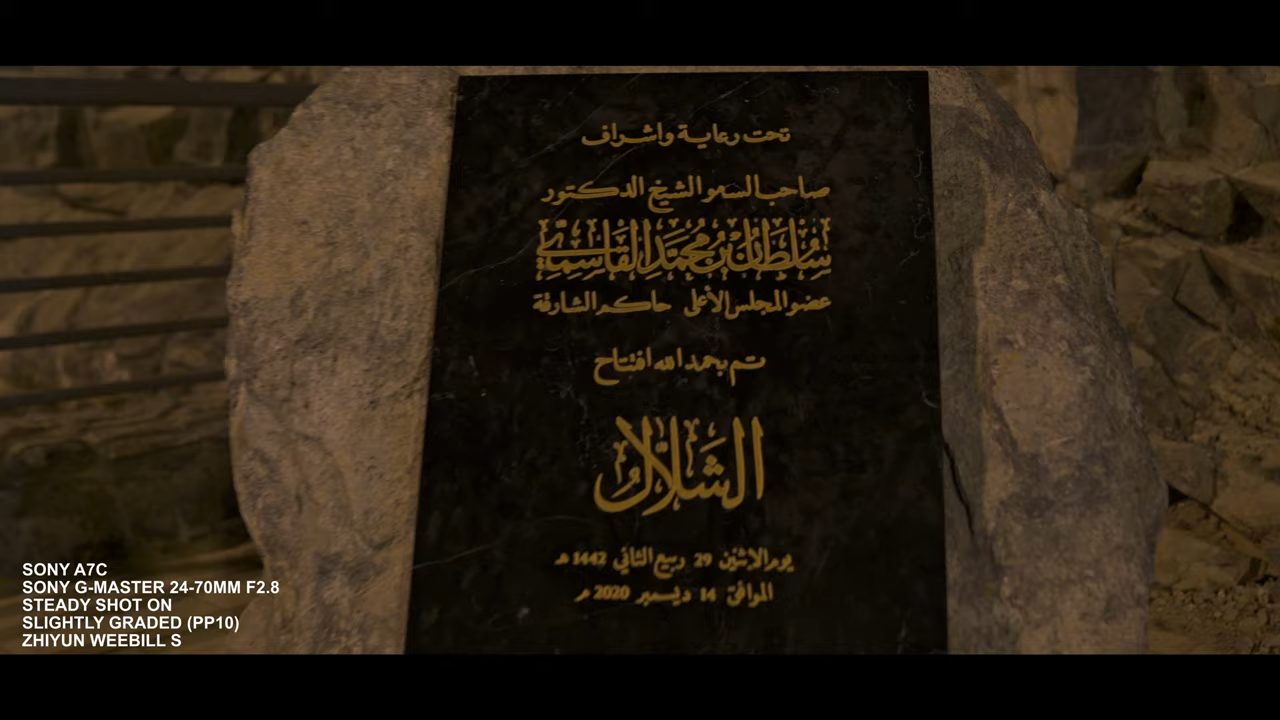 تحت رعاية واشراف
صاحب السمو الشيخ الدكتور
سُلطان بن محمد القاسمي
عضو المجلس الأعلى حاكم الشارقة
تم بحمد الله افتتاح
الشلال
يوم الاثنين 29 ربيع الثاني 1442 هـ
الموافق 14 ديسمبر 2020 م
SONY A7C
SONY G-MASTER 24-70MM F2.8
STEADY SHOT ON
SLIGHTLY GRADED (PP10)
ZHIYUN WEEBILL S